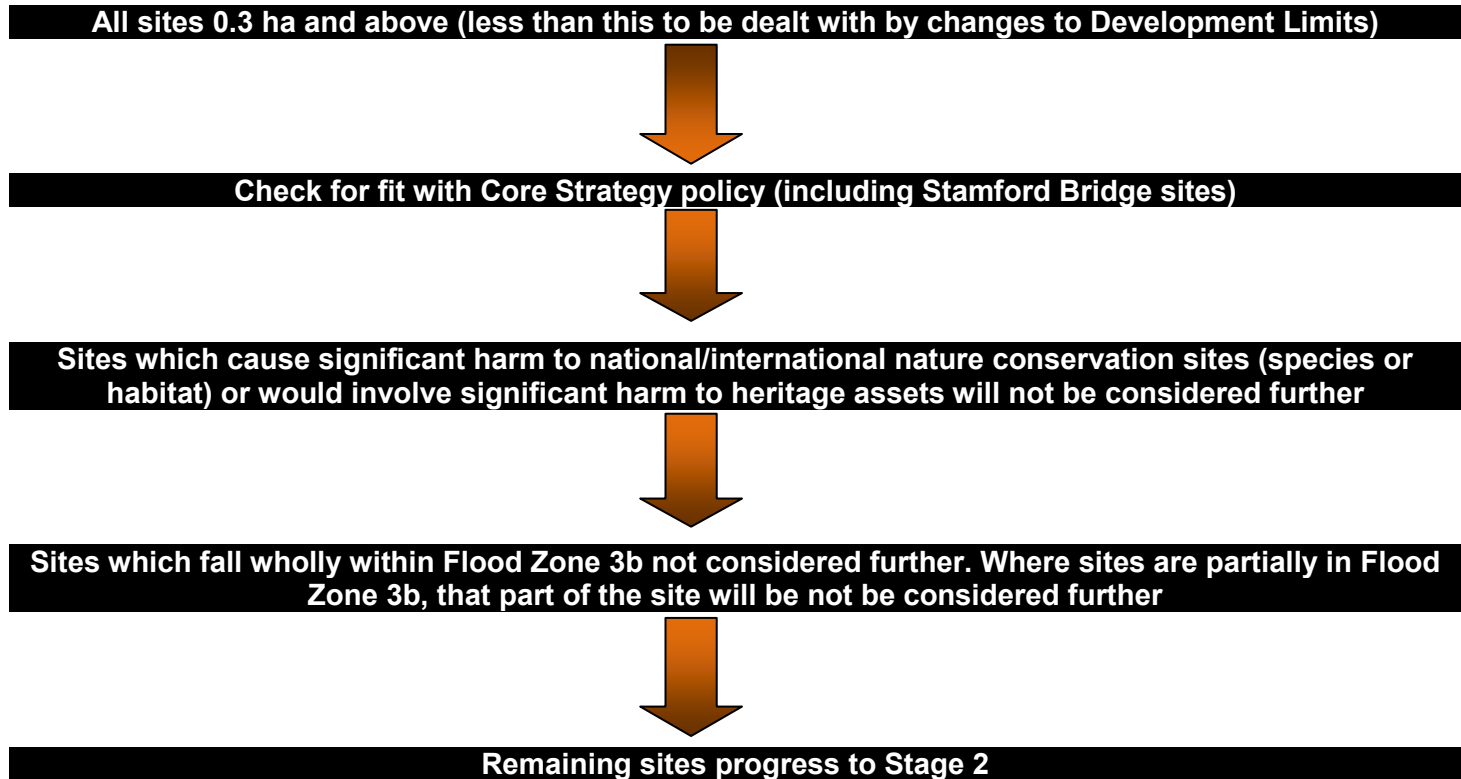 All sites 0.3 ha and above (less than this to be dealt with by changes to Development Limits)
Check for fit with Core Strategy policy (including Stamford Bridge sites)
Sites which cause significant harm to national/international nature conservation sites (species or
habitat) or would involve significant harm to heritage assets will not be considered further
Sites which fall wholly within Flood Zone 3b not considered further. Where sites are partially in Flood
Zone 3b, that part of the site will be not be considered further
Remaining sites progress to Stage 2